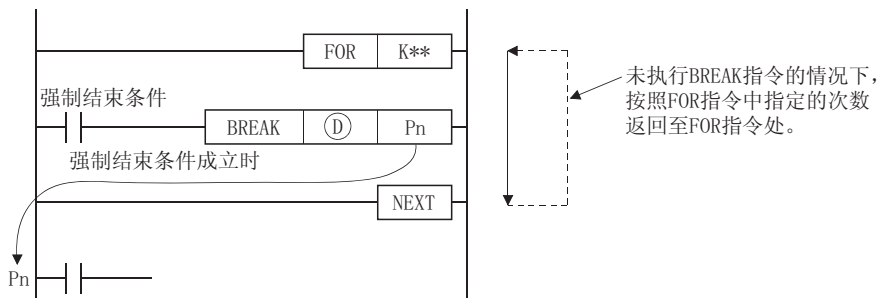 FOR K**
强制结束条件
BREAK Ⓓ Pn
强制结束条件成立时
NEXT
Pn
未执行BREAK指令的情况下，
按照FOR指令中指定的次数
返回至FOR指令处。